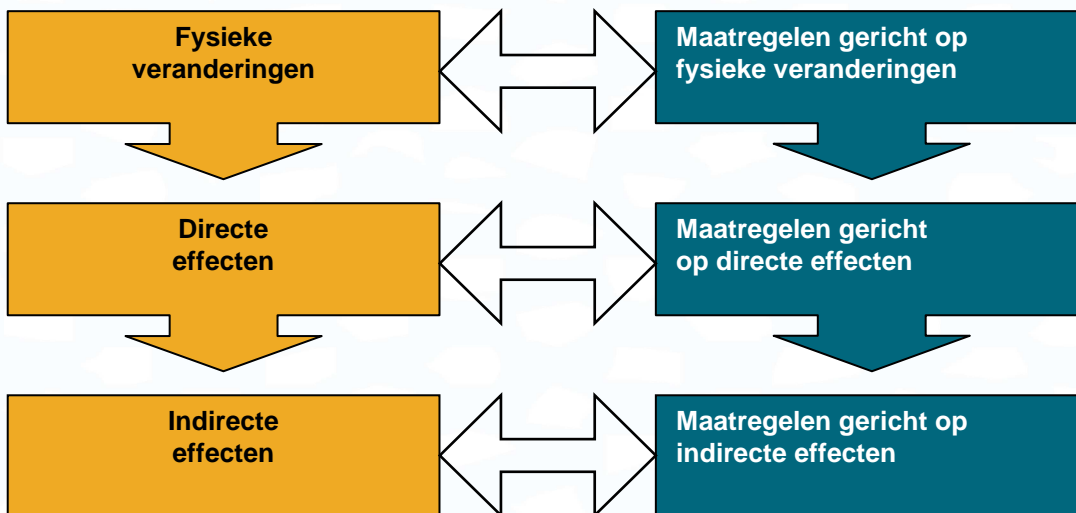 Fysieke
veranderingen
Maatregelen gericht op
fysieke veranderingen
Directe
effecten
Maatregelen gericht
op directe effecten
Indirecte
effecten
Maatregelen gericht op
indirecte effecten